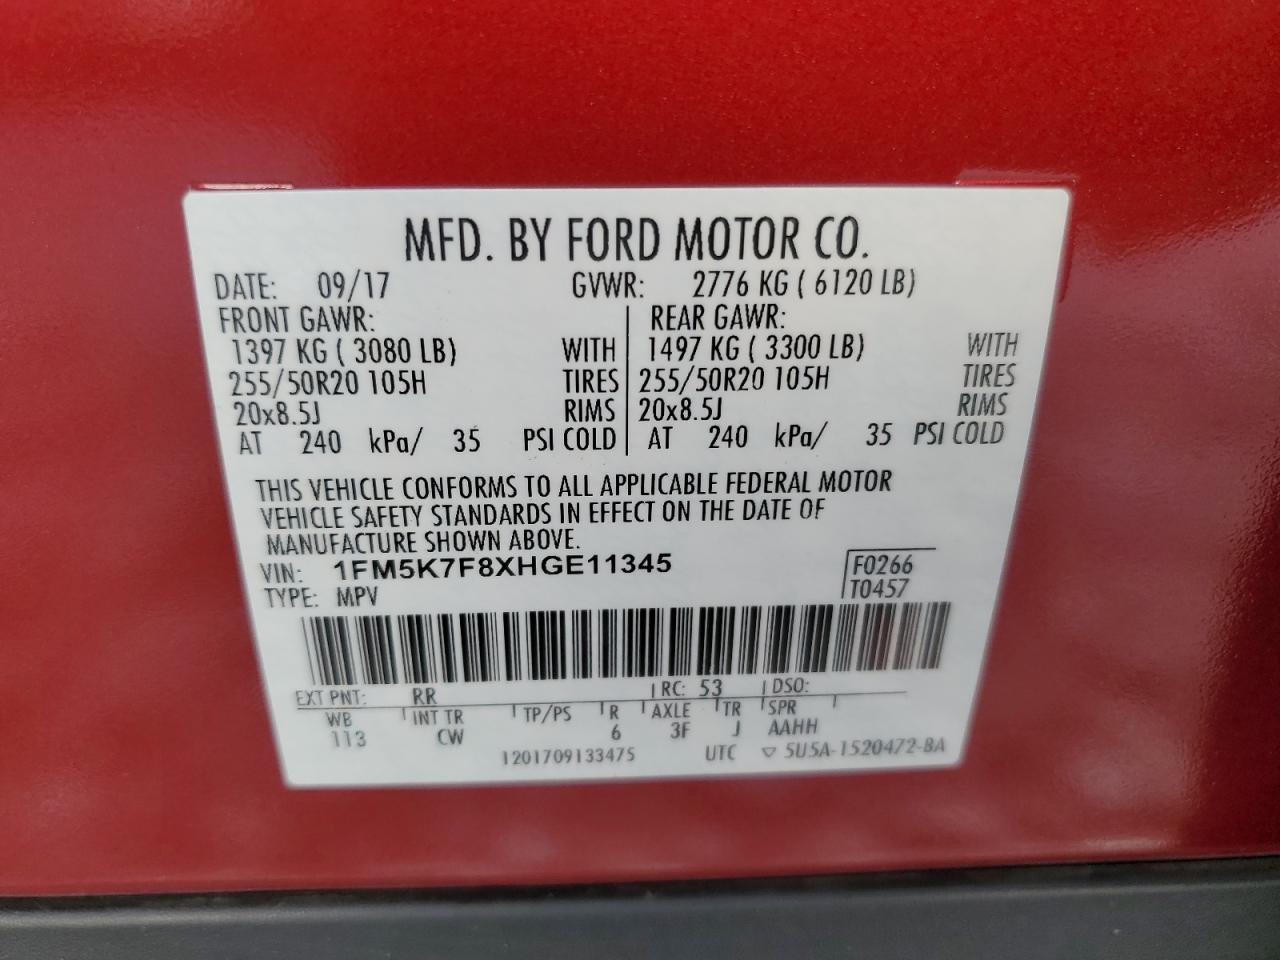 MFD. BY FORD MOTOR CO.
DATE: 09/17 GVWR: 2776 KG ( 6120 LB)
FRONT GAWR: REAR GAWR:
1397 KG ( 3080 LB) WITH 1497 KG ( 3300 LB) WITH
255/50R20 105H TIRES 255/50R20 105H TIRES
20x8.5J RIMS 20x8.5J RIMS
AT 240 kPa/ 35 PSI COLD AT 240 kPa/ 35 PSI COLD
THIS VEHICLE CONFORMS TO ALL APPLICABLE FEDERAL MOTOR
VEHICLE SAFETY STANDARDS IN EFFECT ON THE DATE OF
MANUFACTURE SHOWN ABOVE.
VIN: 1FM5K7F8XHGE11345 F0266
TYPE: MPV T0457
EXT PNT: RR RC: 53 DSO:
WB INT TR TP/PS R AXLE TR SPR
113 CW 6 3F J AAHH
1201709133475 UTC ▽ 5U5A-1520472-BA